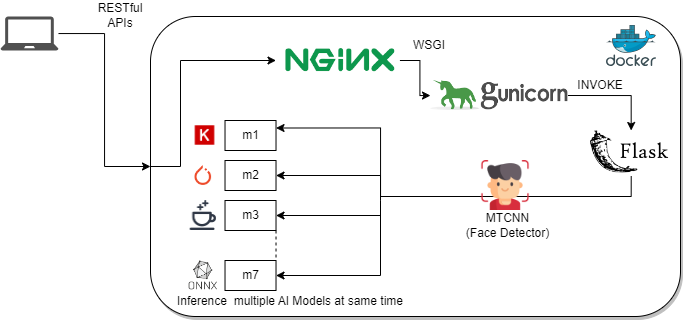 RESTful
APIs
NGINX
WSGI
docker
gunicorn
INVOKE
Flask
K
m1
m2
m3
ONNX
m7
MTCNN
(Face Detector)
Inference multiple AI Models at same time